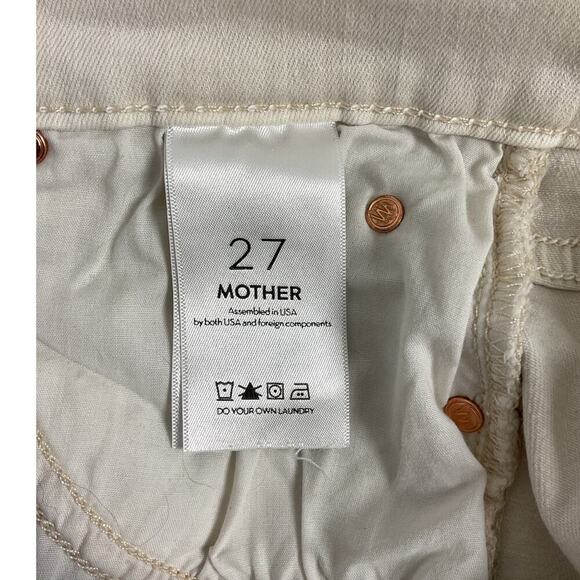 27
MOTHER
Assembled in USA
by both USA and foreign components
DO YOUR OWN LAUNDRY